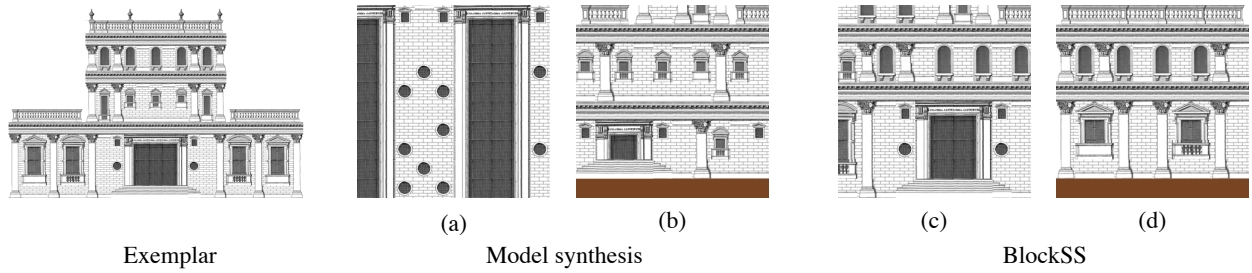 (a)
(b)
(c)
(d)
Exemplar
Model synthesis
BlockSS